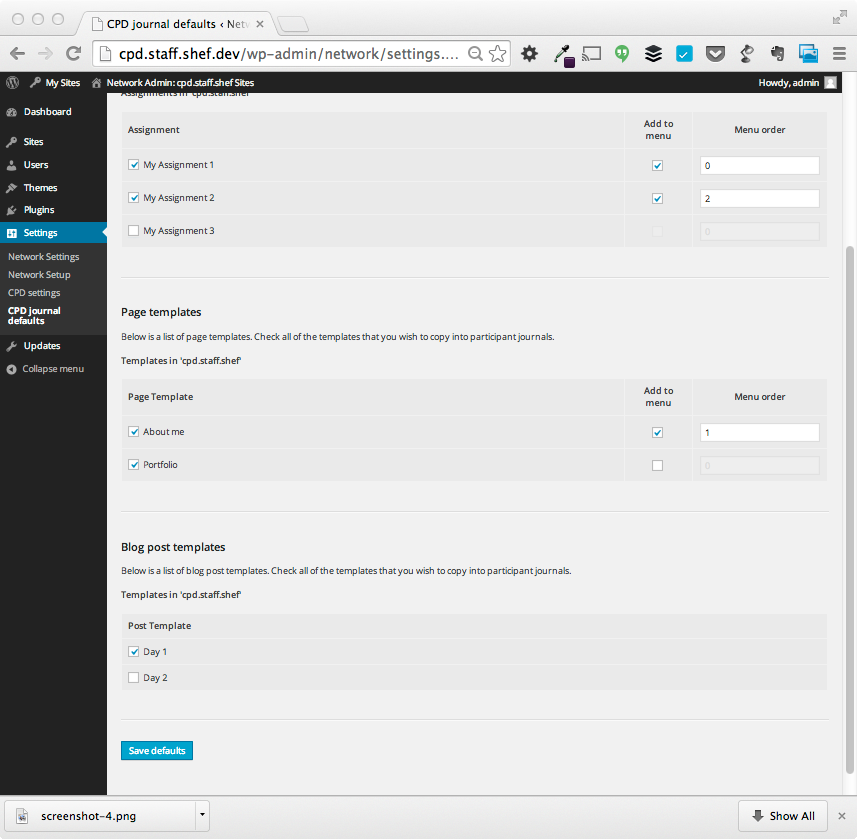 CPD journal defaults ‹ Netw
cpd.staff.shef.dev/wp-admin/network/settings....
My Sites
Network Admin: cpd.staff.shef Sites
Howdy, admin
Dashboard
Sites
Users
Themes
Plugins
Settings
Network Settings
Network Setup
CPD settings
CPD journal
defaults
Updates
Collapse menu
Assignments in 'cpd.staff.shef'
Assignment
Add to
menu
Menu order
My Assignment 1
0
My Assignment 2
2
My Assignment 3
0
Page templates
Below is a list of page templates. Check all of the templates that you wish to copy into participant journals.
Templates in 'cpd.staff.shef'
Page Template
Add to
menu
Menu order
About me
1
Portfolio
0
Blog post templates
Below is a list of blog post templates. Check all of the templates that you wish to copy into participant journals.
Templates in 'cpd.staff.shef'
Post Template
Day 1
Day 2
Save defaults
screenshot-4.png
Show All